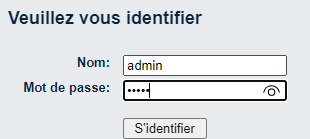 Veuillez vous identifier
Nom: admin
Mot de passe: •••••
S'identifier